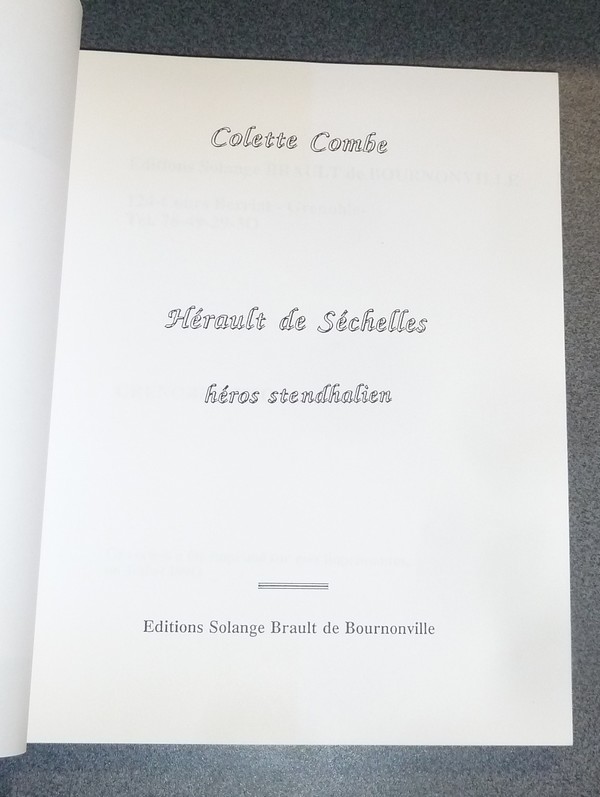 Colette Combe
Hérault de Séchelles
héros stendhalien
Editions Solange Brault de Bournonville